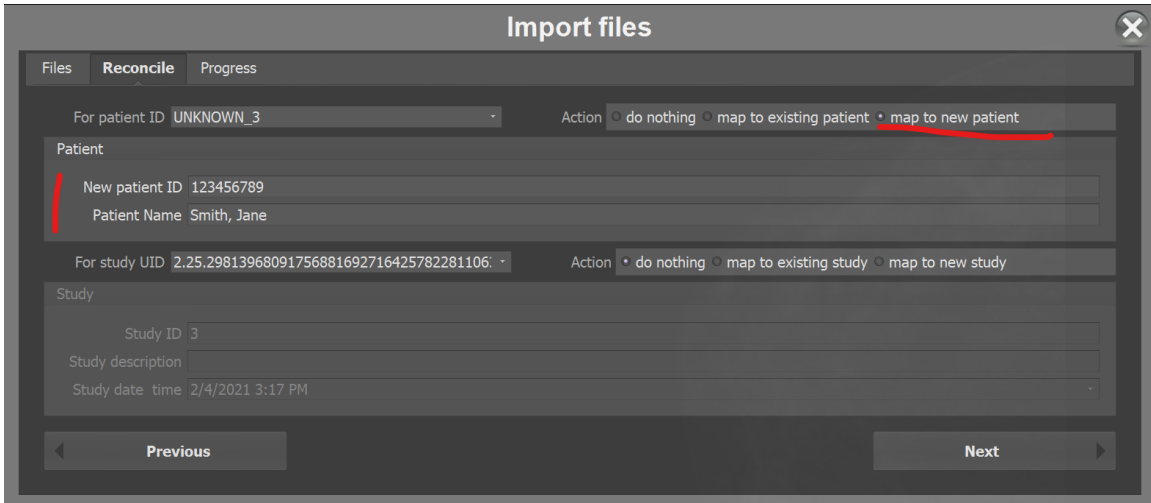 Import files
Files Reconcile Progress
For patient ID UNKNOWN_3 Action do nothing map to existing patient map to new patient
Patient
New patient ID 123456789
Patient Name Smith, Jane
For study UID 2.25.29813968091756881692716425782281106: Action do nothing map to existing study map to new study
Study
Study ID 3
Study description
Study date time 2/4/2021 3:17 PM
Previous Next